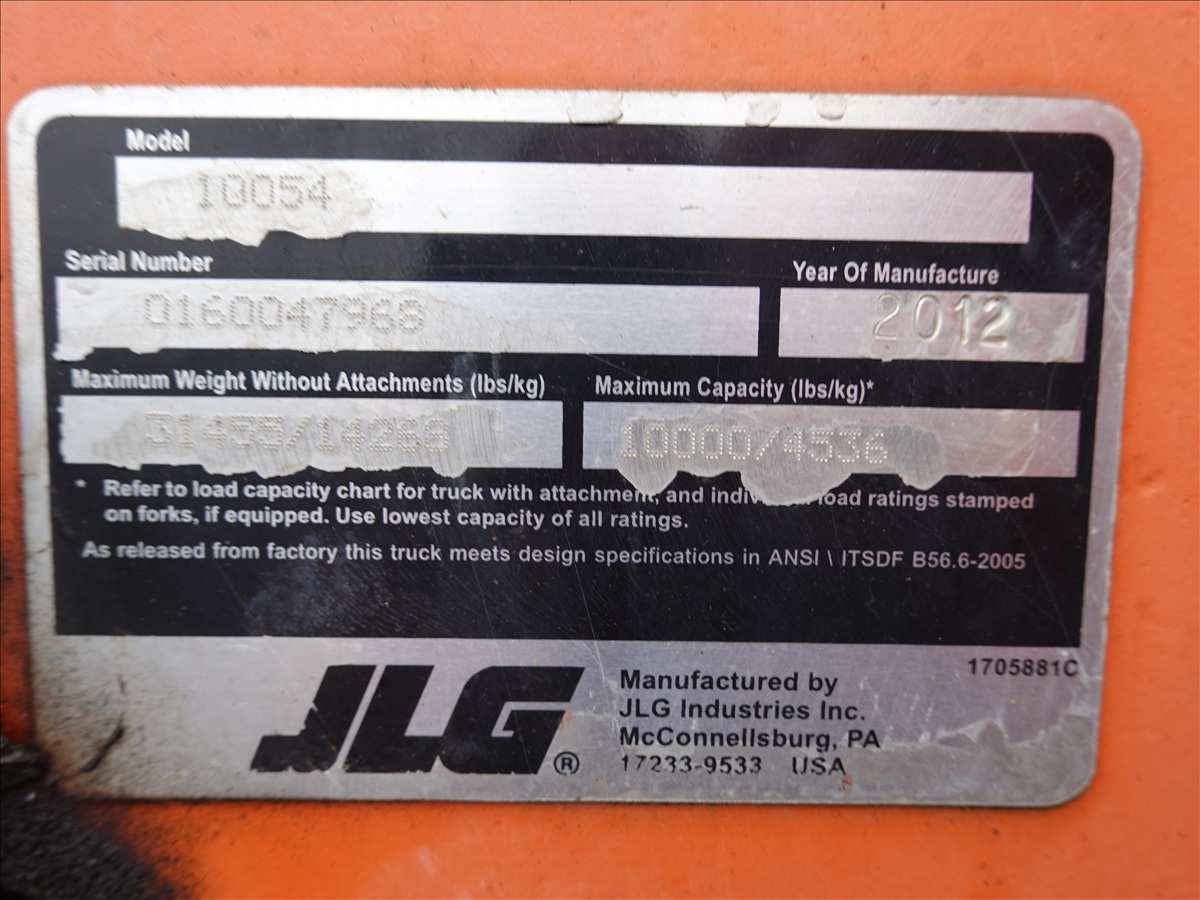 Model
10054
Serial Number
0160047968
Year Of Manufacture
2012
Maximum Weight Without Attachments (lbs/kg)
31455/14268
Maximum Capacity (lbs/kg)*
10000/4536
* Refer to load capacity chart for truck with attachment, and load ratings stamped
on forks, if equipped. Use lowest capacity of all ratings.
As released from factory this truck meets design specifications in ANSI \ ITSDF B56.6-2005
1705881C
JLG®
Manufactured by
JLG Industries Inc.
McConnellsburg, PA
17233-9533 USA